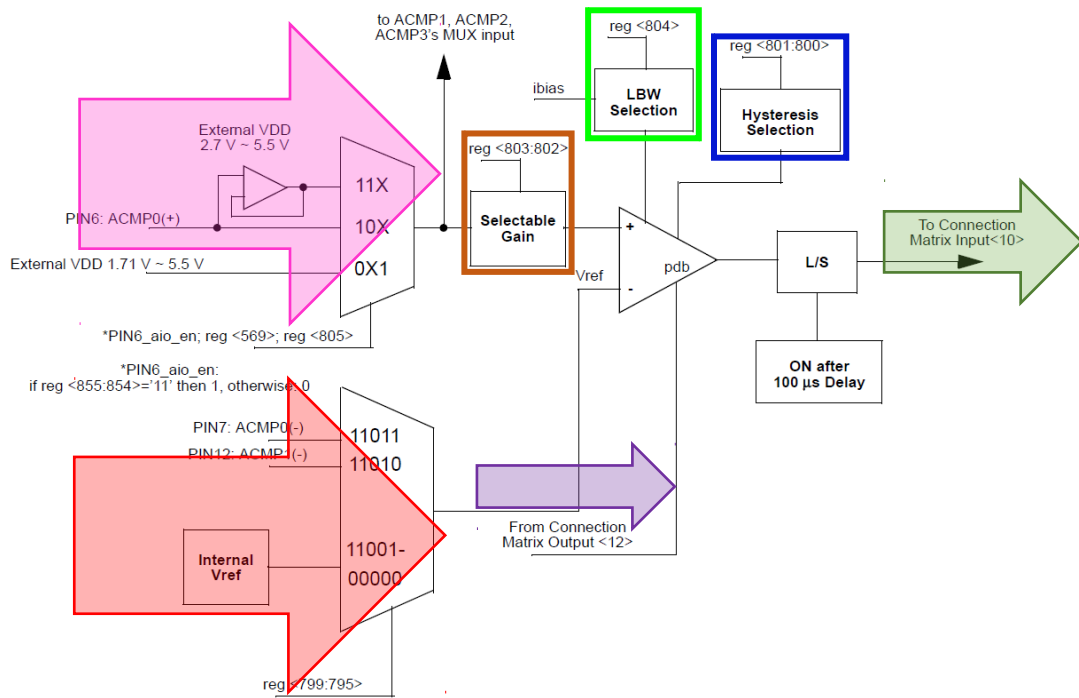 to ACMP1, ACMP2,
ACMP3's MUX input
reg <804>
reg <801:800>
ibias
LBW
Selection
Hysteresis
Selection
External VDD
2.7 V ~ 5.5 V
reg <803:802>
11X
PIN6: ACMP0(+)
10X
Selectable
Gain
+
To Connection
Matrix Input<10>
External VDD 1.71 V ~ 5.5 V
0X1
Vref
pdb
-
L/S
*PIN6_aio_en; reg <569>; reg <805>
*PIN6_aio_en:
if reg <855:854>='11' then 1, otherwise: 0
ON after
100 µs Delay
PIN7: ACMP0(-)
11011
PIN12: ACMP1(-)
11010
From Connection
Matrix Output <12>
Internal
Vref
11001-
00000
reg <799:795>